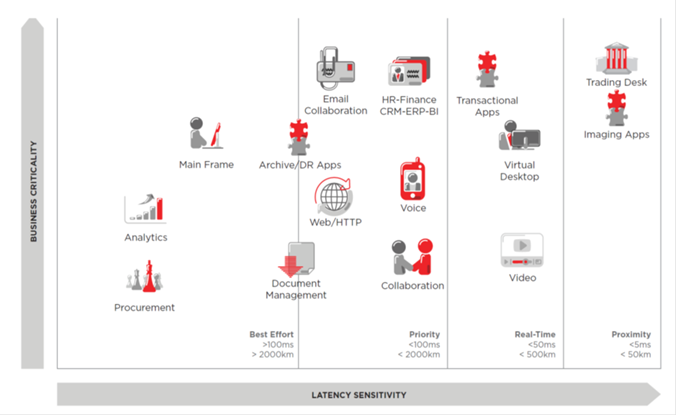 BUSINESS CRITICALITY
Email
Collaboration
HR-Finance
CRM-ERP-BI
Transactional
Apps
Trading Desk
Imaging Apps
Main Frame
Archive/DR Apps
Virtual
Desktop
Web/HTTP
Voice
Analytics
Document
Management
Collaboration
Video
Procurement
Best Effort
>100ms
> 2000km
Priority
<100ms
< 2000km
Real-Time
<50ms
< 500km
Proximity
<5ms
< 50km
LATENCY SENSITIVITY